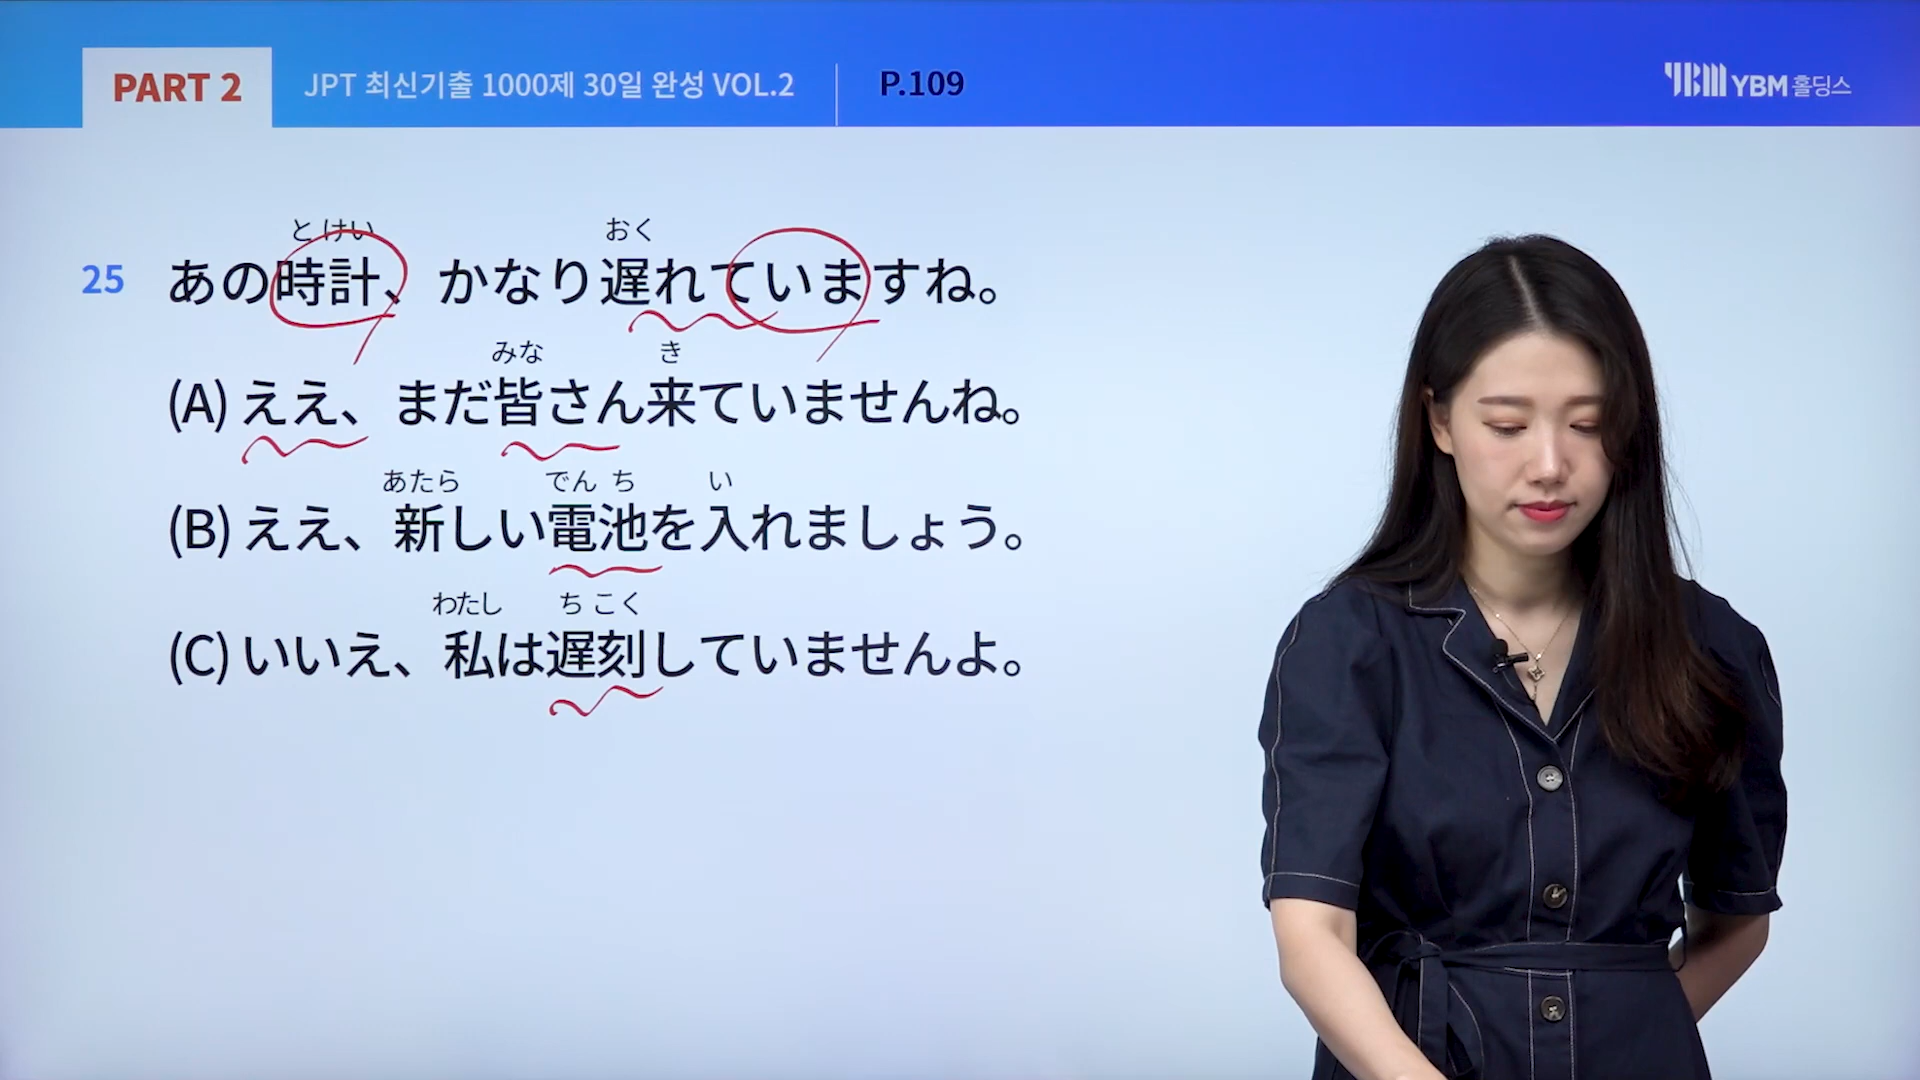 PART 2
JPT 최신기출 1000제 30일 완성 VOL.2
P.109
YBM YBM 홀딩스
と けい おく
25 あの時計、かなり遅れていますね。
みな き
(A) ええ、まだ皆さん来ていませんね。
あたら でん ち い
(B) ええ、新しい電池を入れましょう。
わたし ち こく
(C) いいえ、私は遅刻していませんよ。